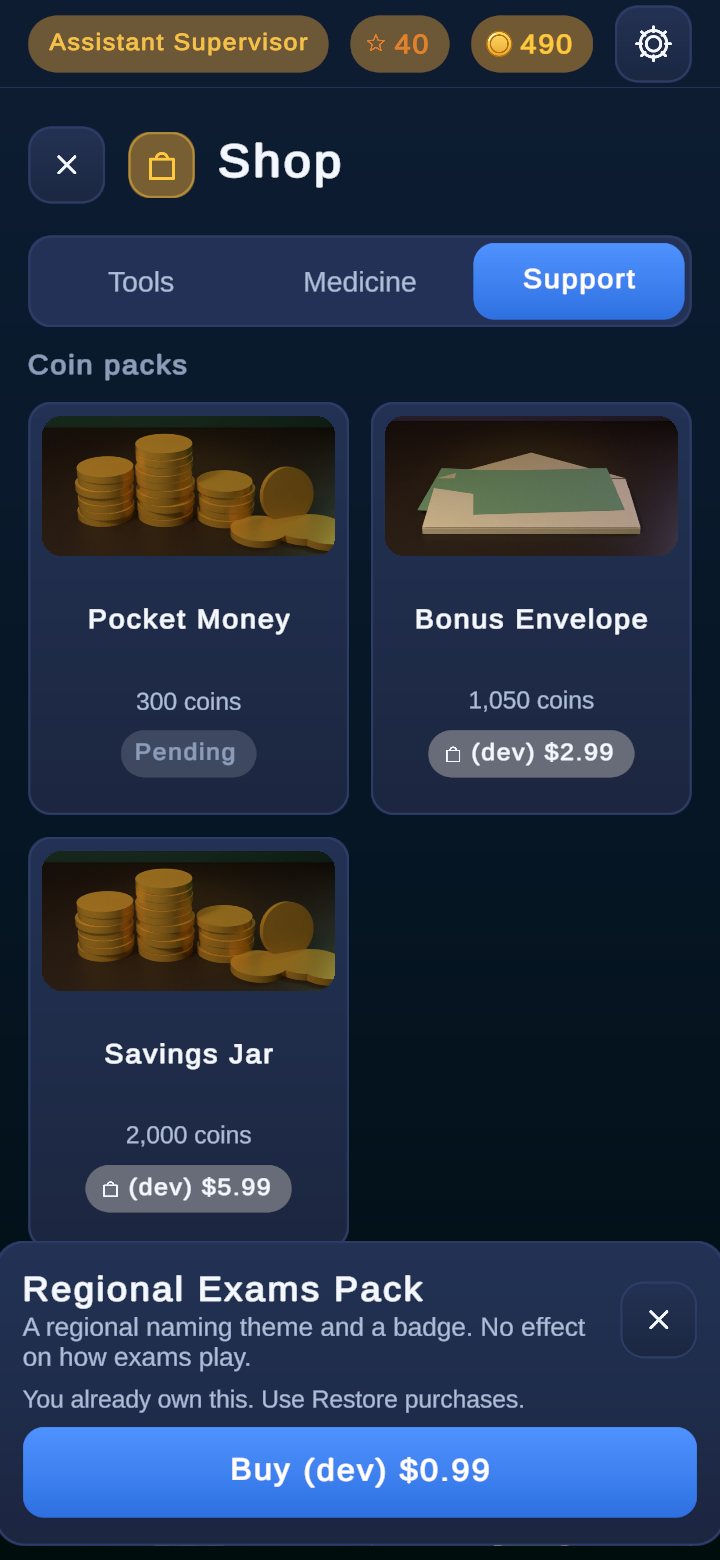 Assistant Supervisor
40
490
Shop
Tools
Medicine
Support
Coin packs
Pocket Money
300 coins
Pending
Bonus Envelope
1,050 coins
(dev) $2.99
Savings Jar
2,000 coins
(dev) $5.99
Regional Exams Pack
A regional naming theme and a badge. No effect
on how exams play.
You already own this. Use Restore purchases.
Buy (dev) $0.99